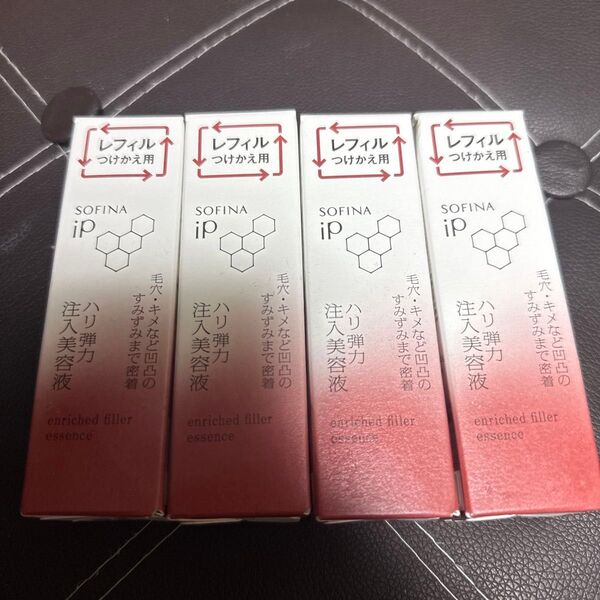 レフィル
つけかえ用
SOFINA
iP
毛穴・キメなど凹凸の
すみずみまで密着
ハリ弾力
注入美容液
enriched filler
essence
レフィル
つけかえ用
SOFINA
iP
毛穴・キメなど凹凸の
すみずみまで密着
ハリ弾力
注入美容液
enriched filler
essence
レフィル
つけかえ用
SOFINA
iP
毛穴・キメなど凹凸の
すみずみまで密着
ハリ弾力
注入美容液
enriched filler
essence
レフィル
つけかえ用
SOFINA
iP
毛穴・キメなど凹凸の
すみずみまで密着
ハリ弾力
注入美容液
enriched filler
essence